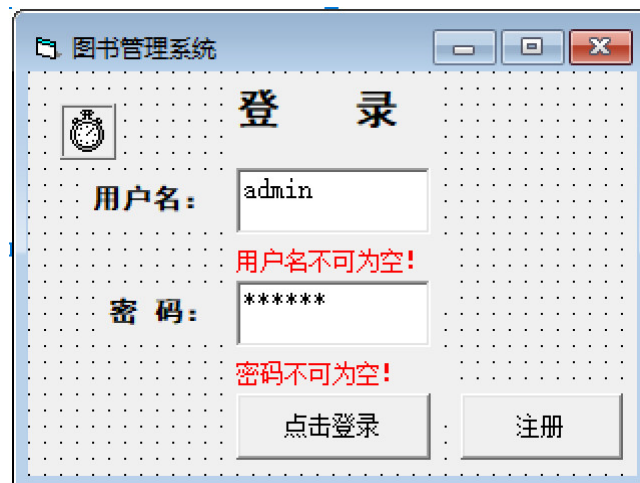 图书管理系统
登 录
用户名： admin
用户名不可为空!
密 码： ******
密码不可为空!
点击登录 注册